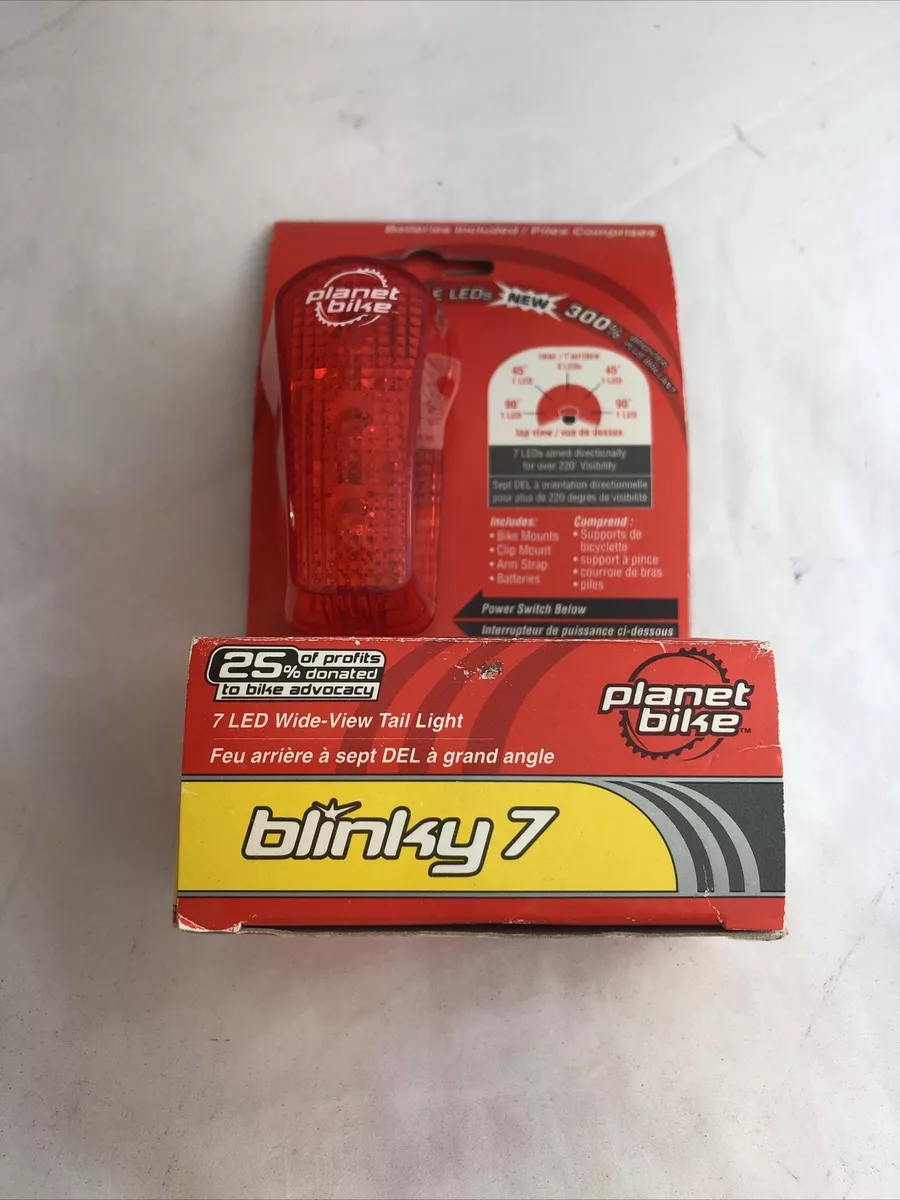 Batteries Included / Piles Comprises
planet
bike
LEDs NEW 300%
rear / l'arrière
45° 45°
1 LED 1 LED
90° 90°
1 LED 1 LED
top view / vue de dessus
7 LEDs aimed directionally
for over 220° Visibility
Sept DEL à orientation directionnelle
pour plus de 220 degrés de visibilité
Includes:
• Bike Mounts
• Clip Mount
• Arm Strap
• Batteries
Comprend :
• Supports de
bicyclette
• support à pince
• courroie de bras
• piles
Power Switch Below
Interrupteur de puissance ci-dessous
25% of profits
donated
to bike advocacy
planet
bike™
7 LED Wide-View Tail Light
Feu arrière à sept DEL à grand angle
blinky 7